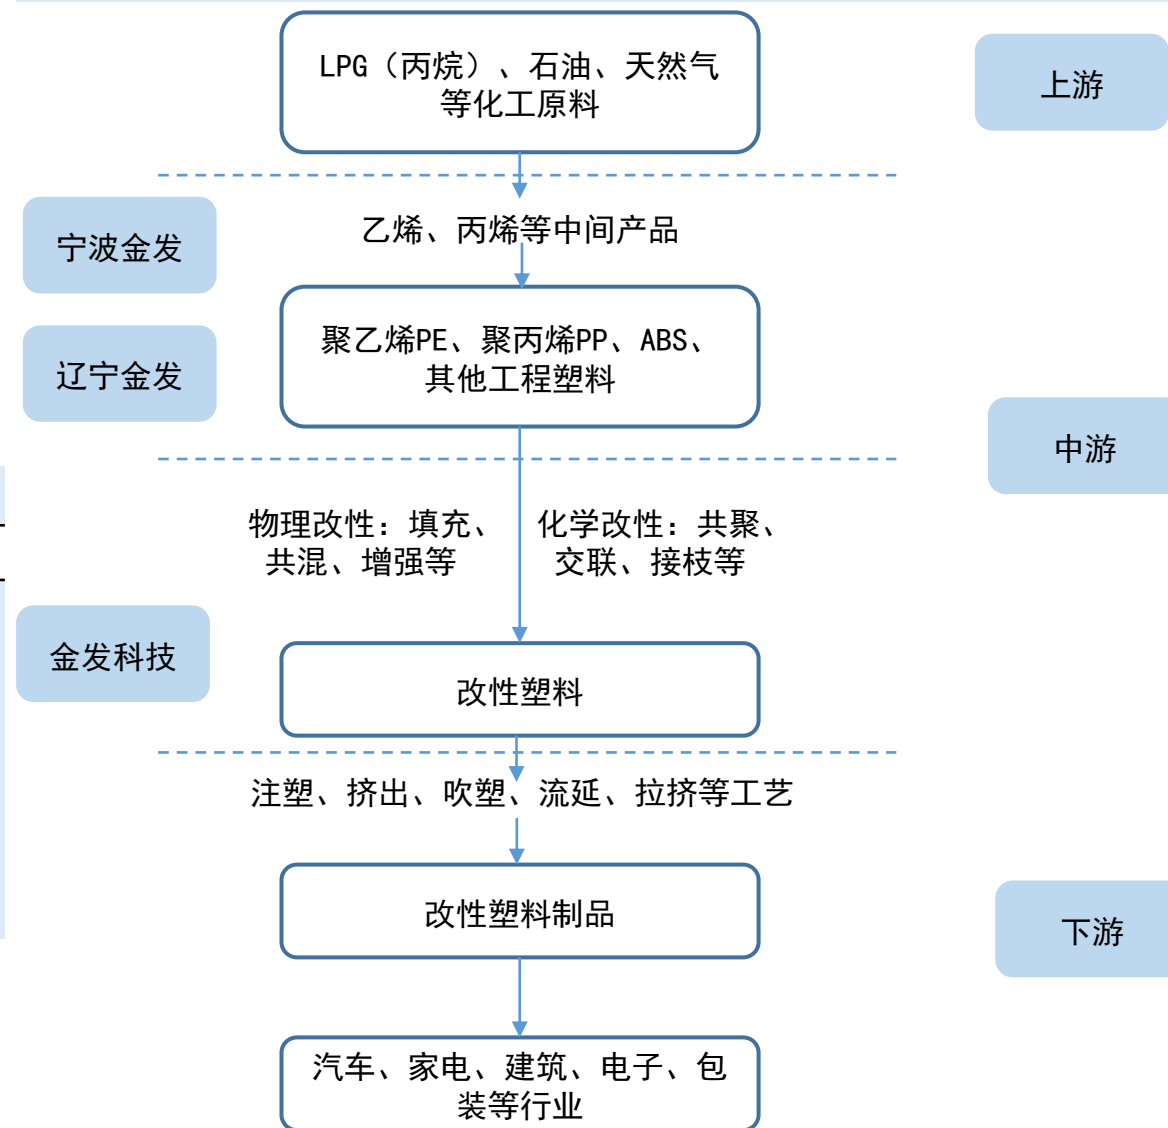 LPG（丙烷）、石油、天然气
等化工原料
上游
乙烯、丙烯等中间产品
宁波金发
聚乙烯PE、聚丙烯PP、ABS、
其他工程塑料
辽宁金发
中游
物理改性：填充、
共混、增强等
化学改性：共聚、
交联、接枝等
金发科技
改性塑料
注塑、挤出、吹塑、流延、拉挤等工艺
改性塑料制品
下游
汽车、家电、建筑、电子、包
装等行业